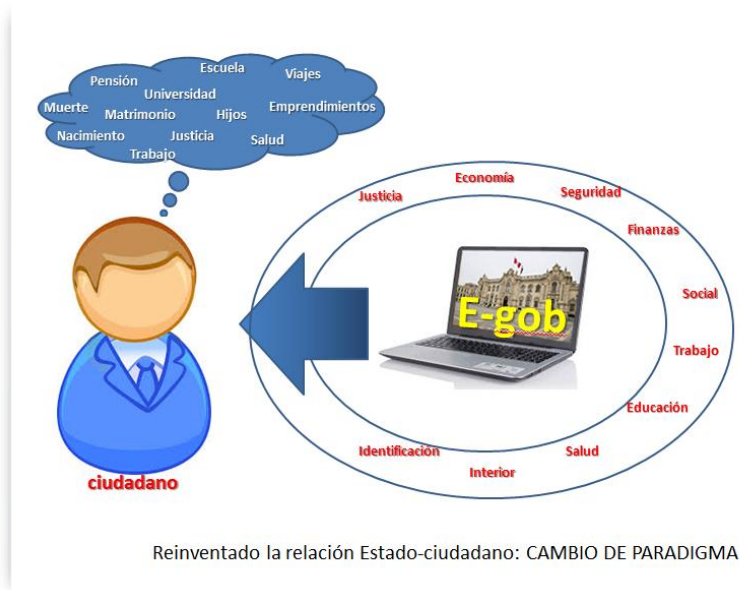 Escuela
Pensión
Viajes
Universidad
Muerte
Emprendimientos
Matrimonio
Hijos
Nacimiento
Justicia
Salud
Trabajo
Economía
Justicia
Seguridad
Finanzas
Social
E-gob
Trabajo
Educación
Identificación
Salud
Interior
ciudadano
Reinventado la relación Estado-ciudadano: CAMBIO DE PARADIGMA